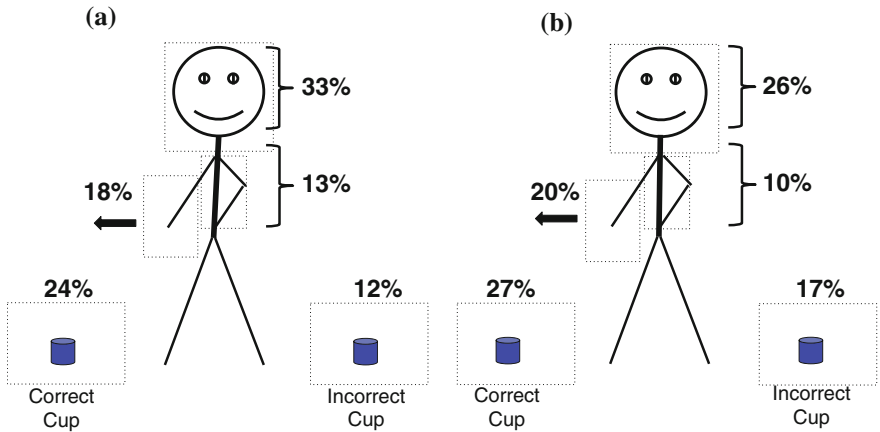 (a)
33%
13%
18%
24%
12%
Correct
Cup
Incorrect
Cup
(b)
26%
10%
20%
27%
17%
Correct
Cup
Incorrect
Cup